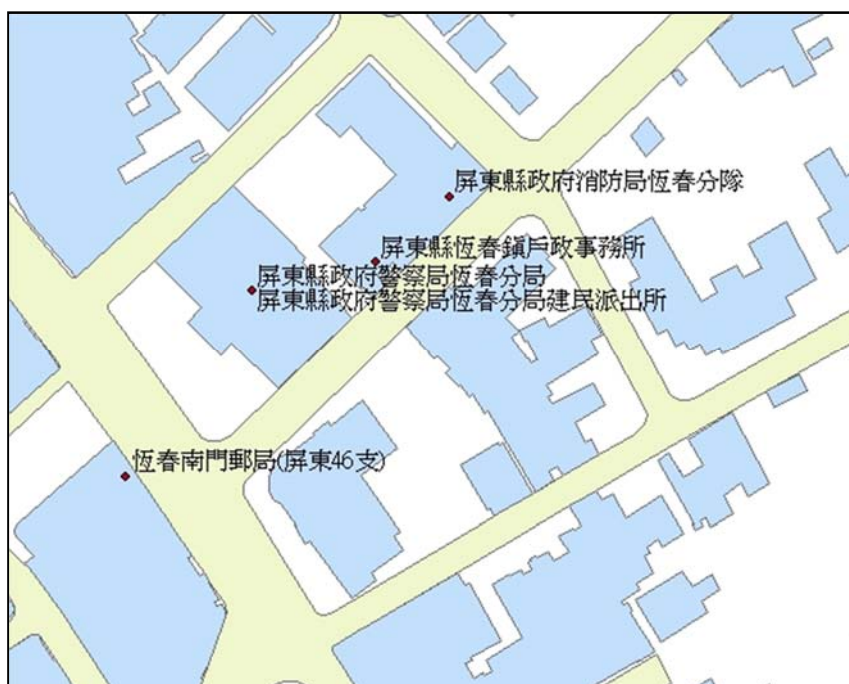 屏東縣政府消防局恆春分隊
屏東縣恆春鎮戶政事務所
屏東縣政府警察局恆春分局
屏東縣政府警察局恆春分局建民派出所
恆春南門郵局(屏東46支)